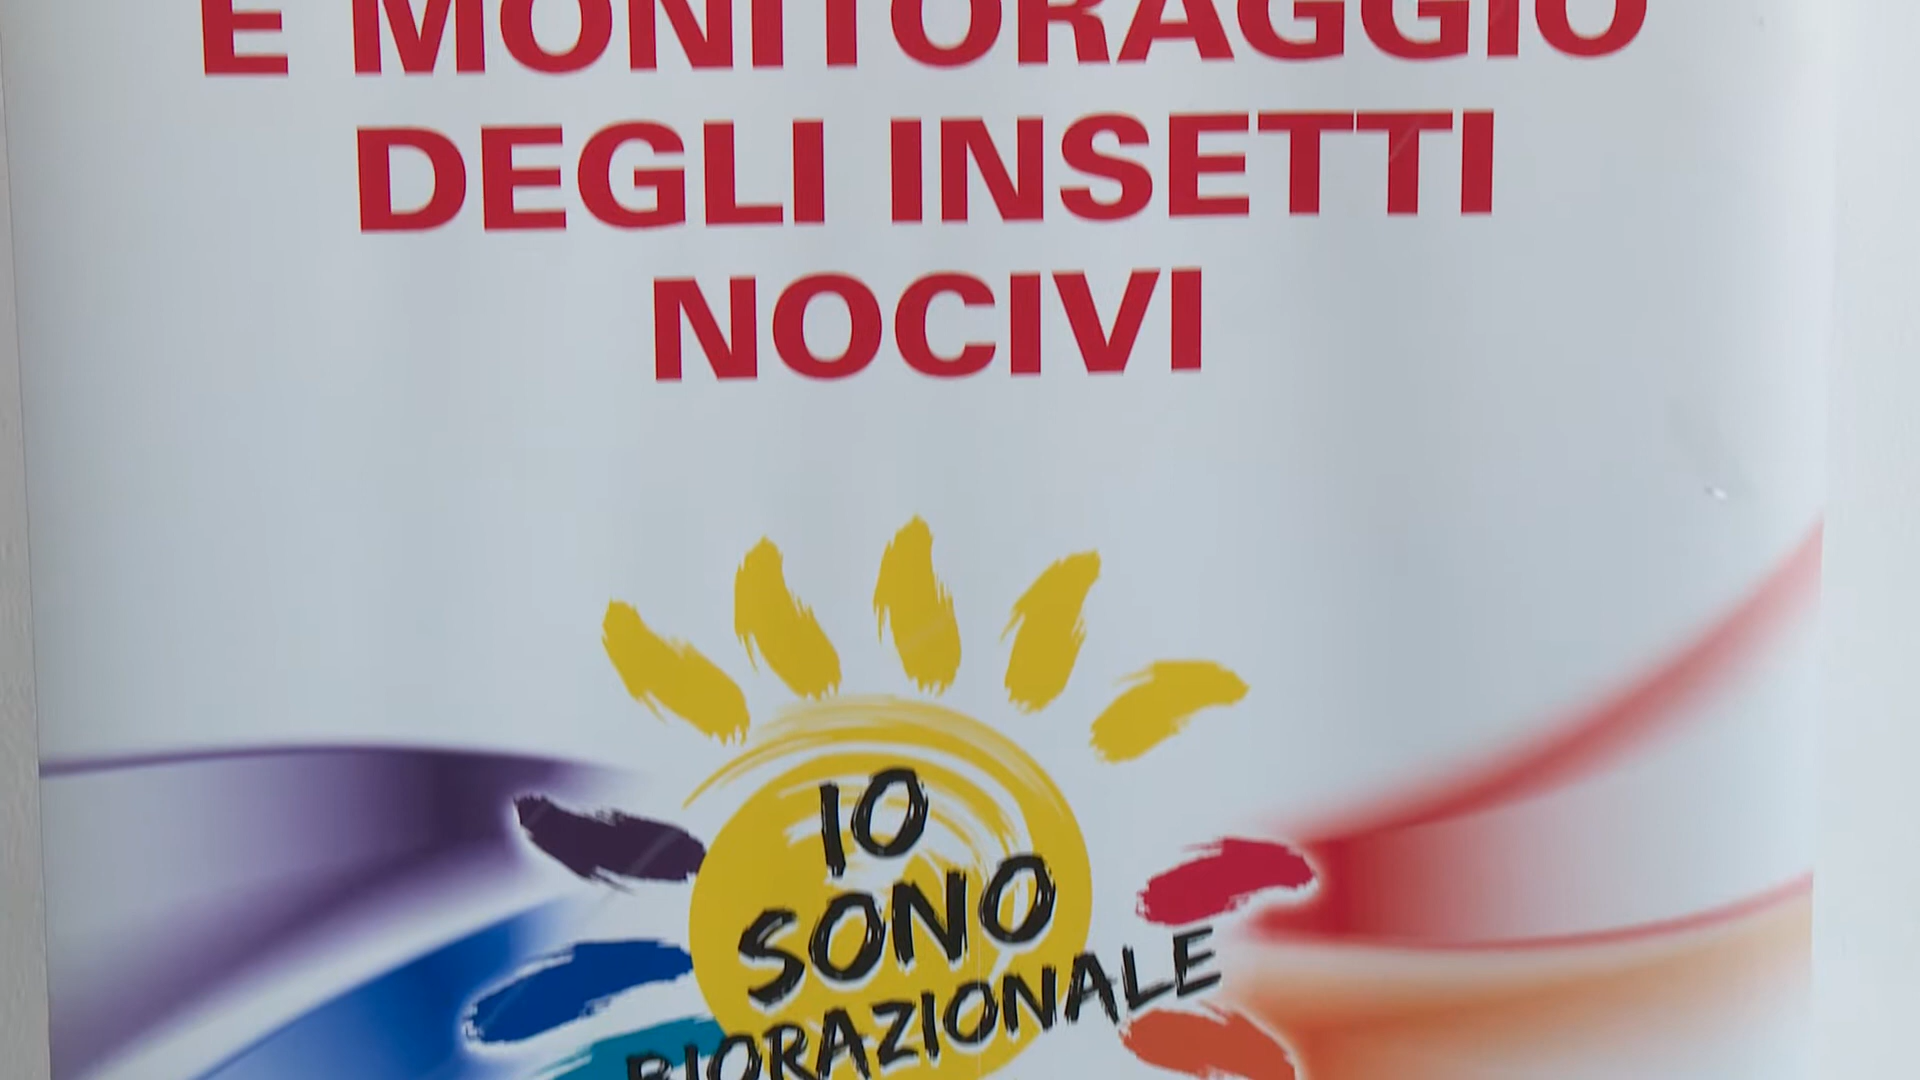 E MONITORAGGIO
DEGLI INSETTI
NOCIVI
IO
SONO
BIORAZIONALE